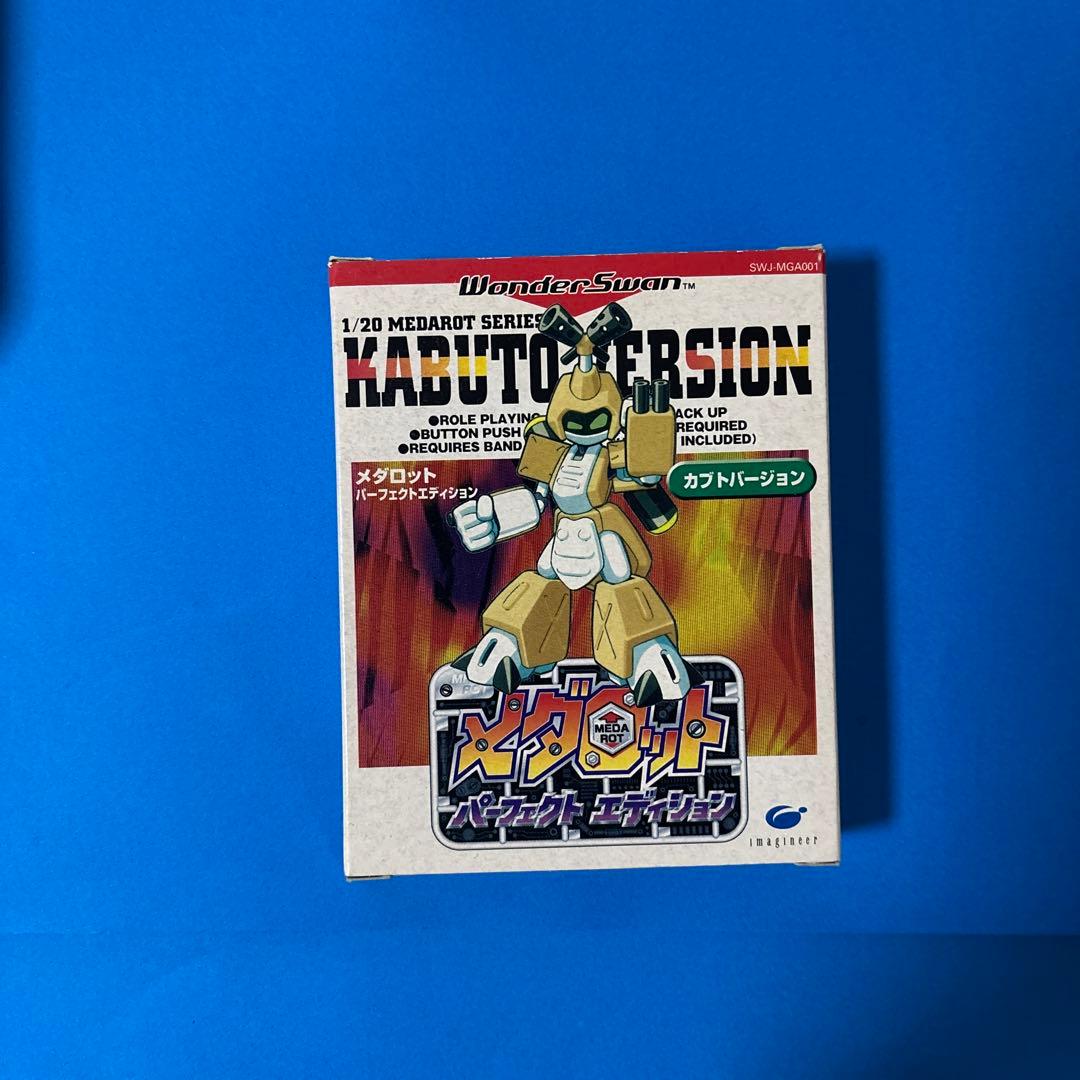 SWJ-MGA001
WonderSwan™
1/20 MEDAROT SERIES
KABUTO VERSION
●ROLE PLAYING ACK UP
●BUTTON PUSH REQUIRED
●REQUIRES BAND INCLUDED)
メダロット
パーフェクトエディション
カブトバージョン
メダロット
MEDA
ROT
パーフェクト エディション
imagineer